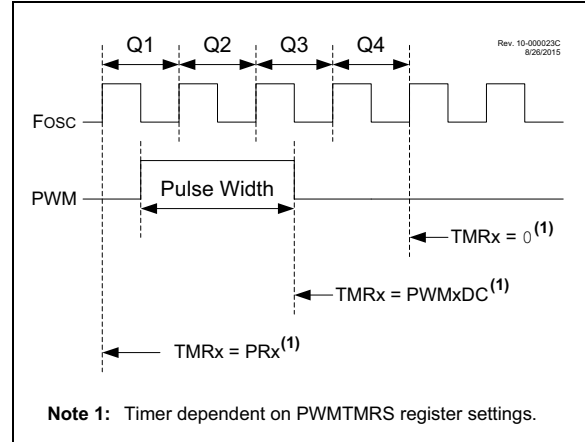 Q1 Q2 Q3 Q4
Rev. 10-000023C
8/26/2015
FOSC
PWM
Pulse Width
TMRx = 0(1)
TMRx = PWMxDC(1)
TMRx = PRx(1)
Note 1: Timer dependent on PWMTMRS register settings.